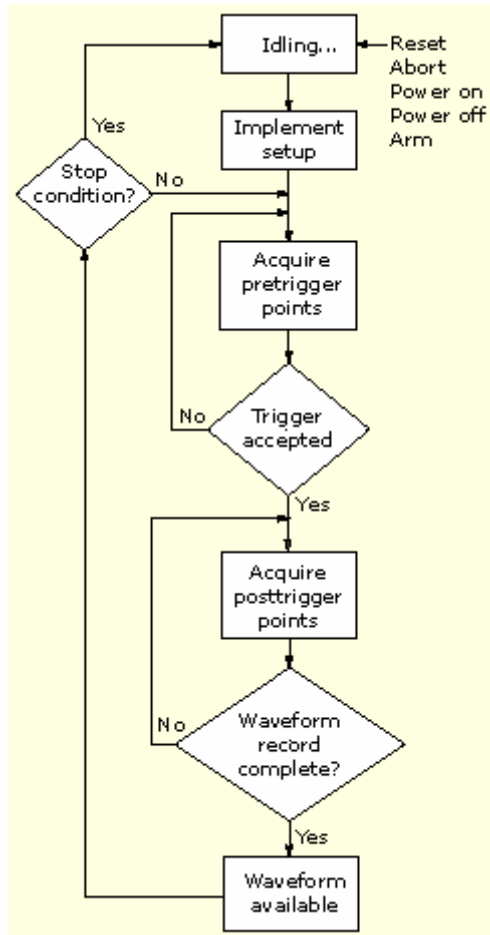 Idling...
Reset
Abort
Power on
Power off
Arm
Implement
setup
Yes
Stop
condition?
No
Acquire
pretrigger
points
No
Trigger
accepted
Yes
Acquire
posttrigger
points
No
Waveform
record
complete?
Yes
Waveform
available